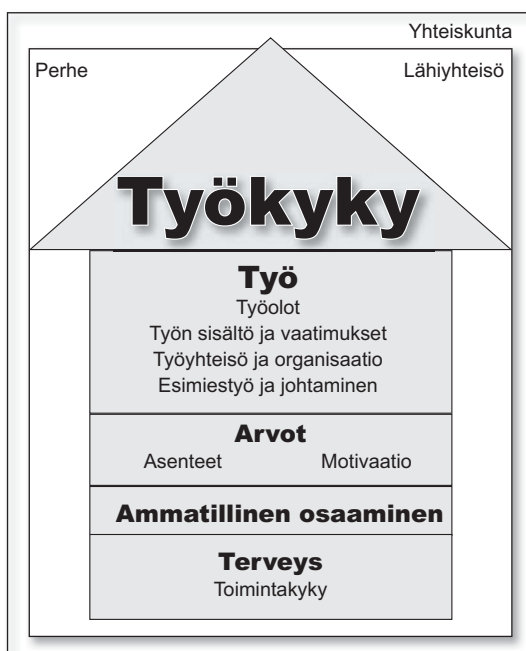 Yhteiskunta
Perhe Lähiyhteisö
Työkyky
Työ
Työolot
Työn sisältö ja vaatimukset
Työyhteisö ja organisaatio
Esimiestyö ja johtaminen
Arvot
Asenteet Motivaatio
Ammatillinen osaaminen
Terveys
Toimintakyky